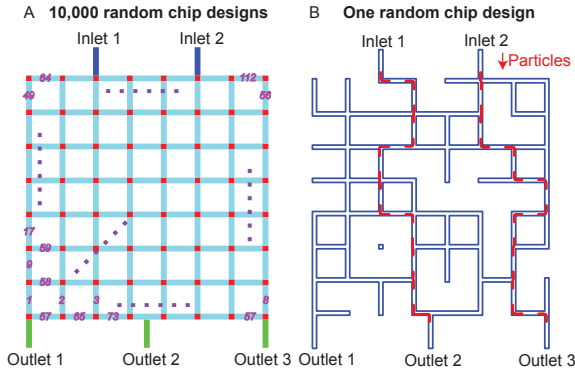 A 10,000 random chip designs
B One random chip design
Inlet 1 Inlet 2
Inlet 1 Inlet 2
Particles
64 112
49 56
17
59
9
58
1 2 3 8
57 65 73 57
Outlet 1 Outlet 2 Outlet 3
Outlet 1 Outlet 2 Outlet 3